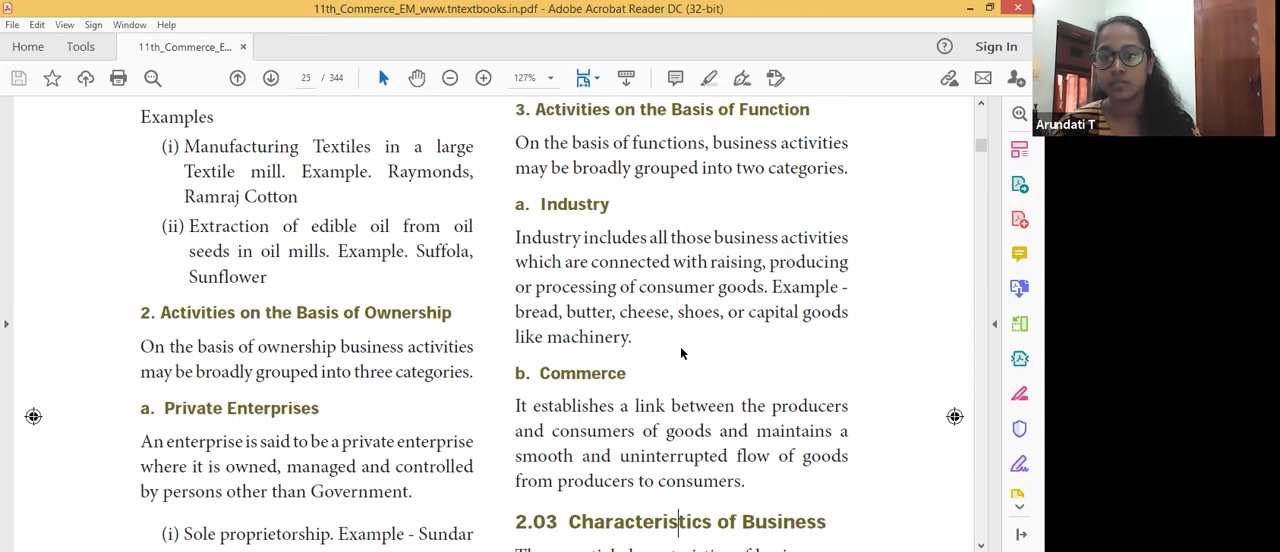 11th_Commerce_EM_www.tntextbooks.in.pdf - Adobe Acrobat Reader DC (32-bit)
File Edit View Sign Window Help
Home Tools 11th_Commerce_E... × Sign In
25 / 344 127%
Arundati T
Examples
(i) Manufacturing Textiles in a large
Textile mill. Example. Raymonds,
Ramraj Cotton
(ii) Extraction of edible oil from oil
seeds in oil mills. Example. Suffola,
Sunflower
2. Activities on the Basis of Ownership
On the basis of ownership business activities
may be broadly grouped into three categories.
a. Private Enterprises
An enterprise is said to be a private enterprise
where it is owned, managed and controlled
by persons other than Government.
(i) Sole proprietorship. Example - Sundar
3. Activities on the Basis of Function
On the basis of functions, business activities
may be broadly grouped into two categories.
a. Industry
Industry includes all those business activities
which are connected with raising, producing
or processing of consumer goods. Example -
bread, butter, cheese, shoes, or capital goods
like machinery.
b. Commerce
It establishes a link between the producers
and consumers of goods and maintains a
smooth and uninterrupted flow of goods
from producers to consumers.
2.03 Characteristics of Business